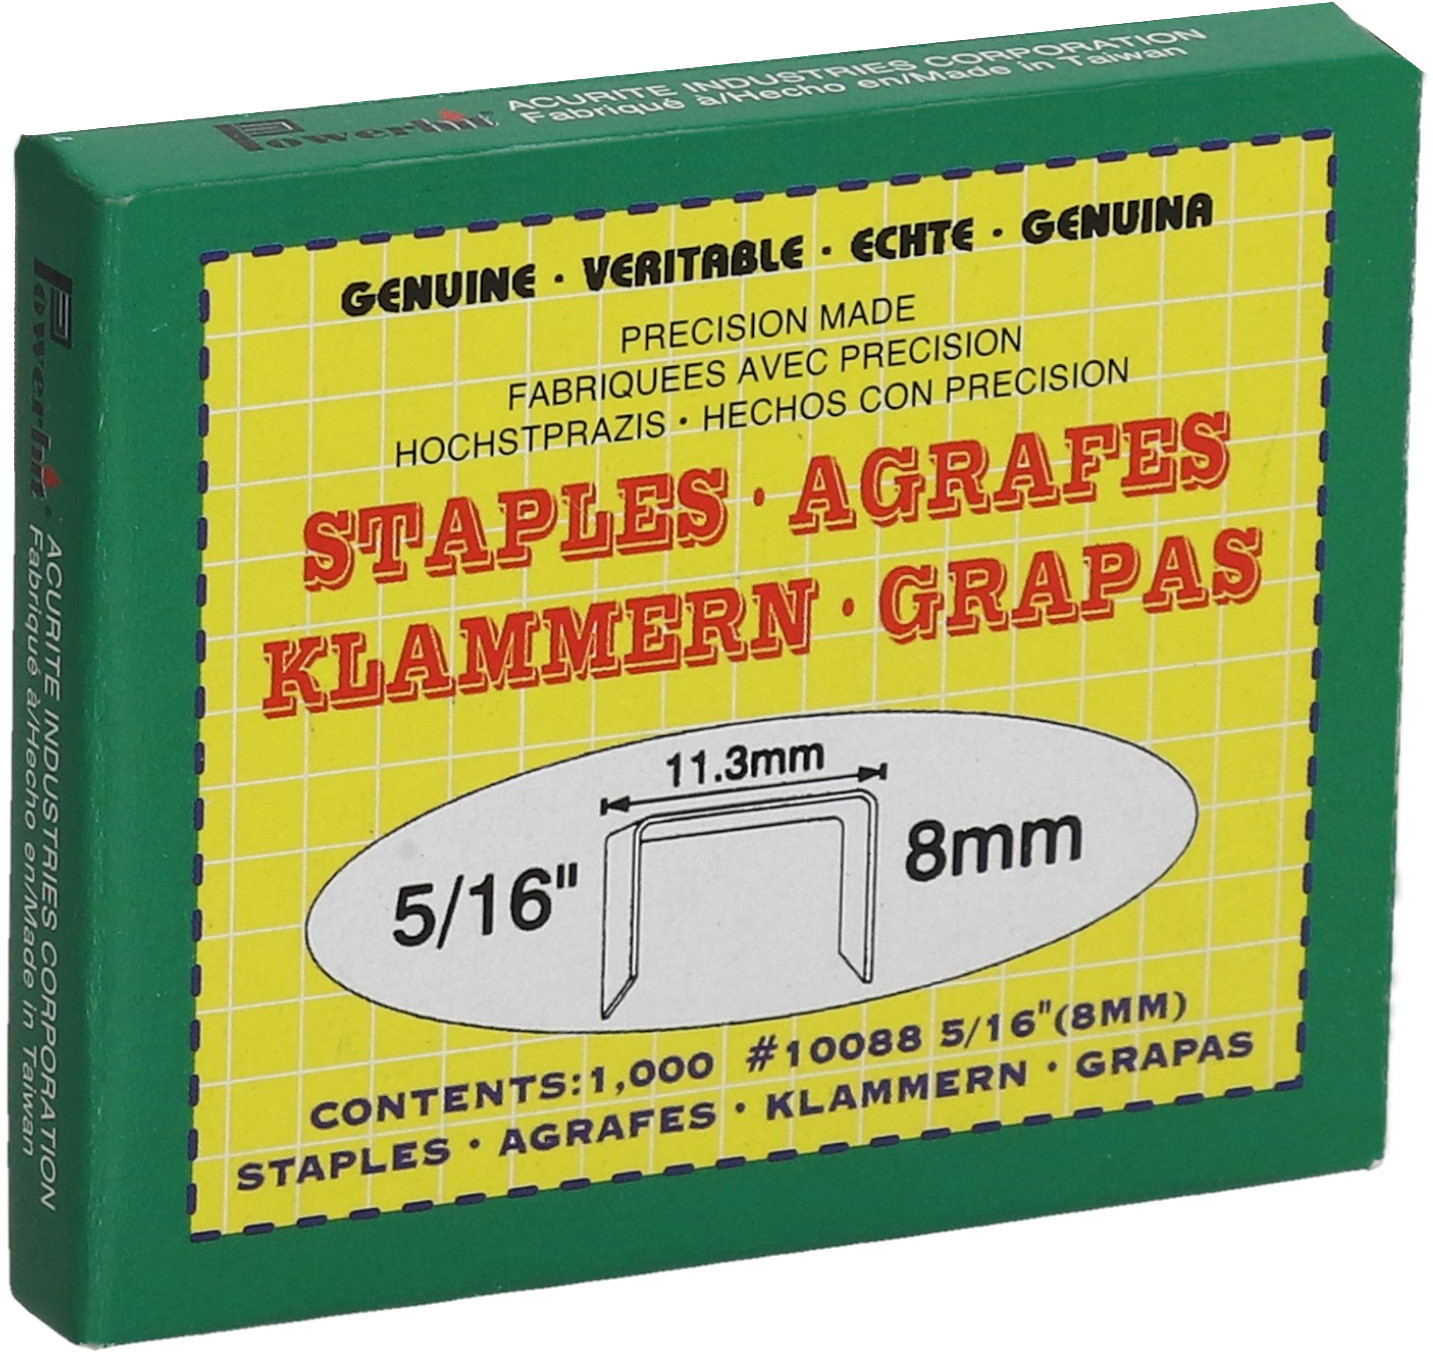 Powerhit ACURITE INDUSTRIES CORPORATION
Fabriqué à/Hecho en/Made in Taiwan
GENUINE · VERITABLE · ECHTE · GENUINA
PRECISION MADE
FABRIQUEES AVEC PRECISION
HOCHSTPRAZIS · HECHOS CON PRECISION
STAPLES · AGRAFES
KLAMMERN · GRAPAS
11.3mm
5/16" 8mm
CONTENTS:1,000 #10088 5/16"(8MM)
STAPLES · AGRAFES · KLAMMERN · GRAPAS
Powerhit ACURITE INDUSTRIES CORPORATION
Fabriqué à/Hecho en/Made in Taiwan